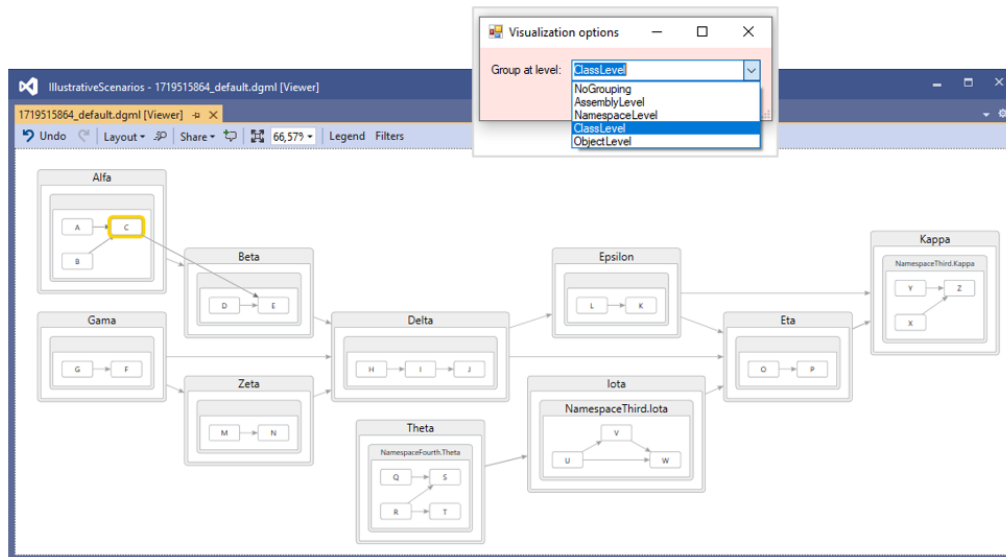 Visualization options
Group at level: ClassLevel
NoGrouping
AssemblyLevel
NamespaceLevel
ClassLevel
ObjectLevel
IllustrativeScenarios - 1719515864_default.dgml [Viewer]
1719515864_default.dgml [Viewer]
Undo Layout Share 66,57% Legend Filters
Alfa
A C
B
Beta
D E
Gama
G F
Zeta
M N
Delta
H I J
Theta
NamespaceFourth.Theta
Q S
R T
Epsilon
L K
Iota
NamespaceThird.Iota
V
U W
Eta
O P
Kappa
NamespaceThird.Kappa
Y Z
X